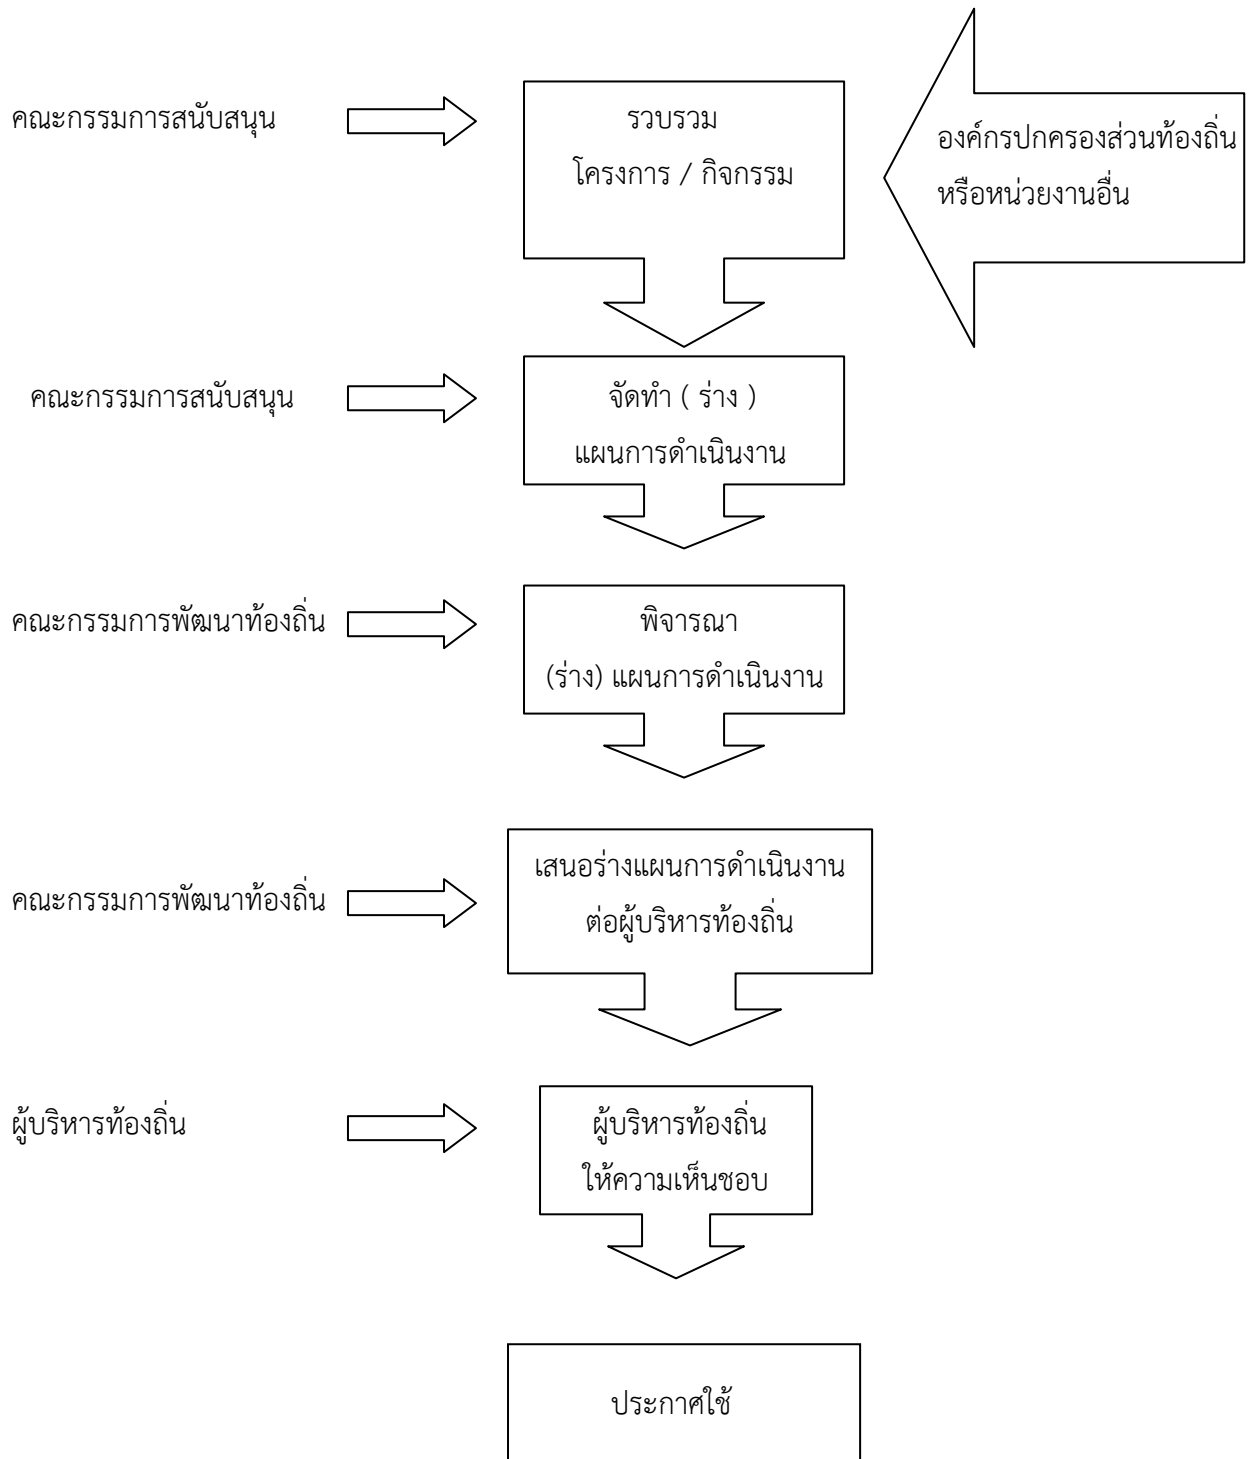 คณะกรรมการสนับสนุน
รวบรวม
โครงการ / กิจกรรม
องค์กรปกครองส่วนท้องถิ่น
หรือหน่วยงานอื่น
คณะกรรมการสนับสนุน
จัดทำ ( ร่าง )
แผนการดำเนินงาน
คณะกรรมการพัฒนาท้องถิ่น
พิจารณา
(ร่าง) แผนการดำเนินงาน
คณะกรรมการพัฒนาท้องถิ่น
เสนอร่างแผนการดำเนินงาน
ต่อผู้บริหารท้องถิ่น
ผู้บริหารท้องถิ่น
ผู้บริหารท้องถิ่น
ให้ความเห็นชอบ
ประกาศใช้